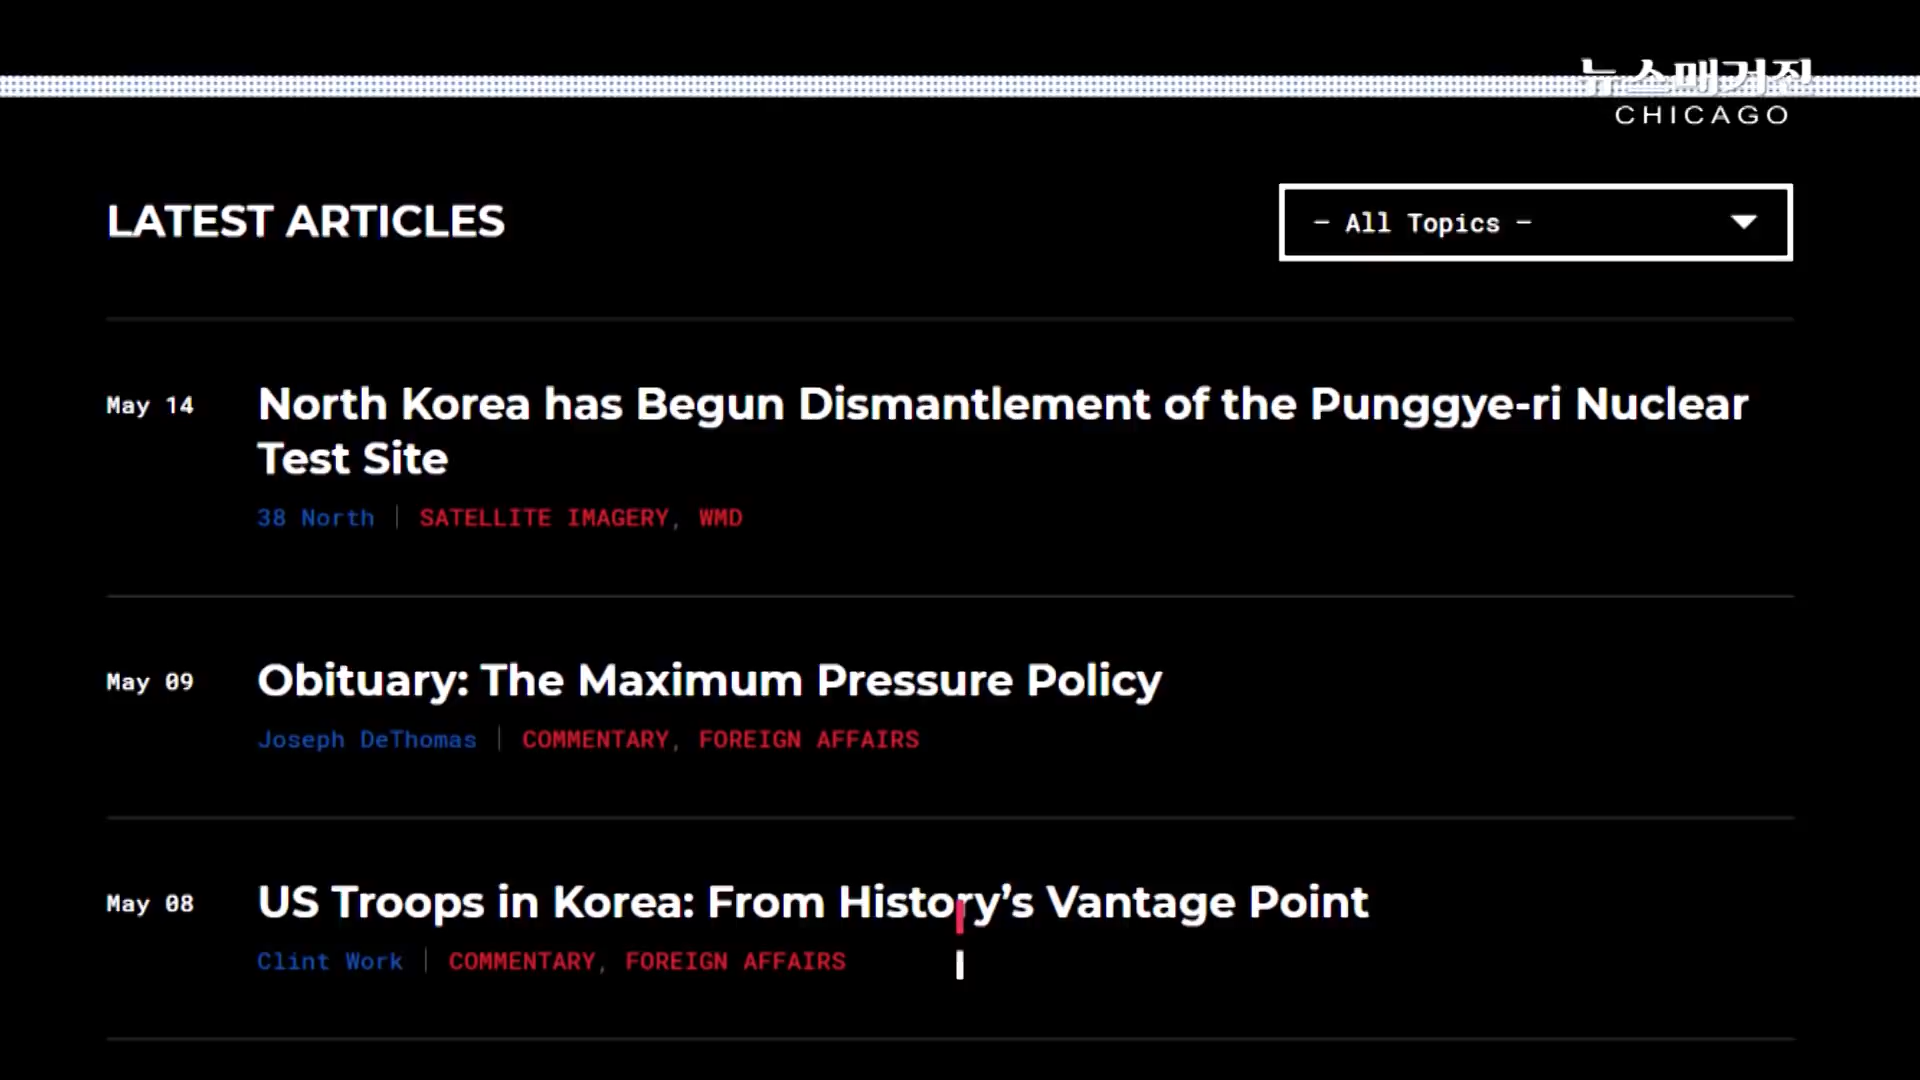 뉴스매거진
CHICAGO
LATEST ARTICLES
– All Topics –
May 14
North Korea has Begun Dismantlement of the Punggye-ri Nuclear
Test Site
38 North | SATELLITE IMAGERY, WMD
May 09
Obituary: The Maximum Pressure Policy
Joseph DeThomas | COMMENTARY, FOREIGN AFFAIRS
May 08
US Troops in Korea: From History’s Vantage Point
Clint Work | COMMENTARY, FOREIGN AFFAIRS